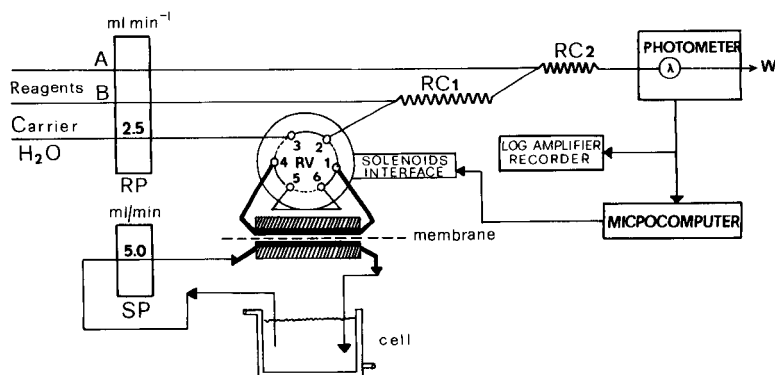 ml min⁻¹
A
Reagents
B
Carrier
2.5
H₂O
RP
ml/min
5.0
SP
RC1
RC2
PHOTOMETER
λ
W
3
2
4
RV
1
5
6
SOLENOIDS
INTERFACE
LOG AMPLIFIER
RECORDER
MICPOCOMPUTER
membrane
cell